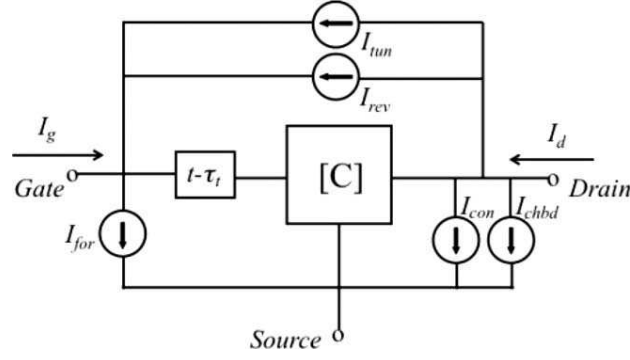 I_tun
I_rev
I_g
I_d
t-τ_t
[C]
Gate
Drain
I_for
I_con
I_chbd
Source